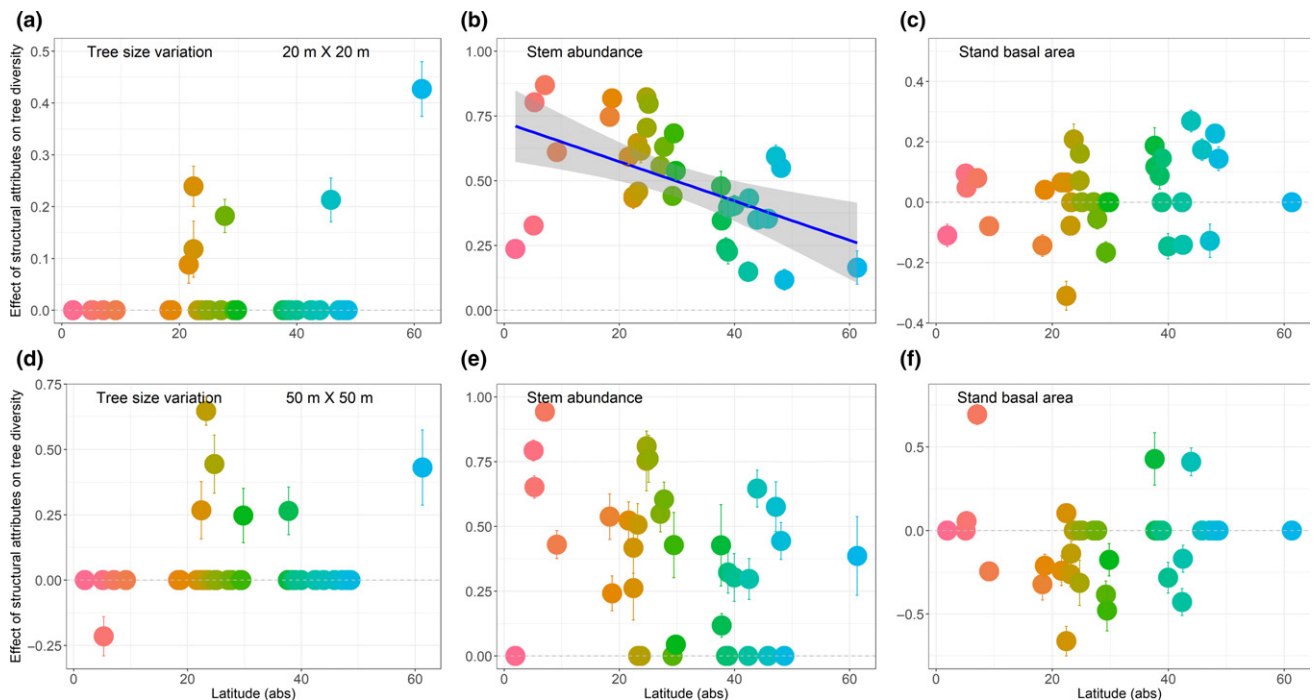 (a)
(b)
(c)
Tree size variation 20 m X 20 m
Stem abundance
Stand basal area
Effect of structural attributes on tree diversity
0.5
0.4
0.3
0.2
0.1
0.0
0 20 40 60
1.00
0.75
0.50
0.25
0.00
0 20 40 60
0.4
0.2
0.0
−0.2
−0.4
0 20 40 60
(d)
(e)
(f)
Tree size variation 50 m X 50 m
Stem abundance
Stand basal area
Effect of structural attributes on tree diversity
0.75
0.50
0.25
0.00
−0.25
0 20 40 60
Latitude (abs)
1.00
0.75
0.50
0.25
0.00
0 20 40 60
Latitude (abs)
0.5
0.0
−0.5
0 20 40 60
Latitude (abs)